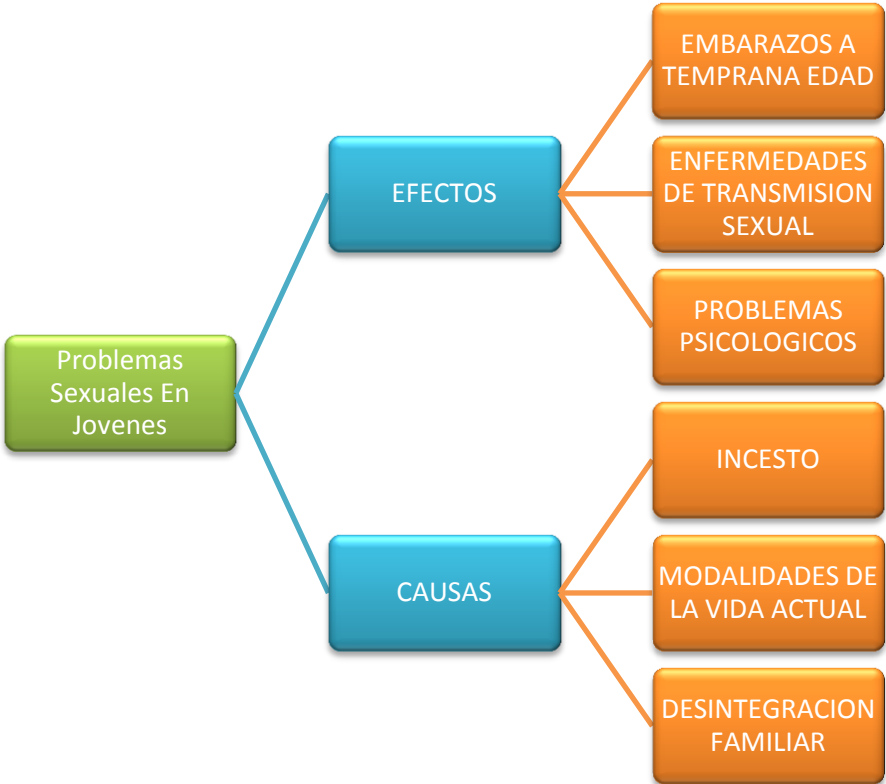 Problemas
Sexuales En
Jovenes
EFECTOS
EMBARAZOS A
TEMPRANA EDAD
ENFERMEDADES
DE TRANSMISION
SEXUAL
PROBLEMAS
PSICOLOGICOS
CAUSAS
INCESTO
MODALIDADES DE
LA VIDA ACTUAL
DESINTEGRACION
FAMILIAR